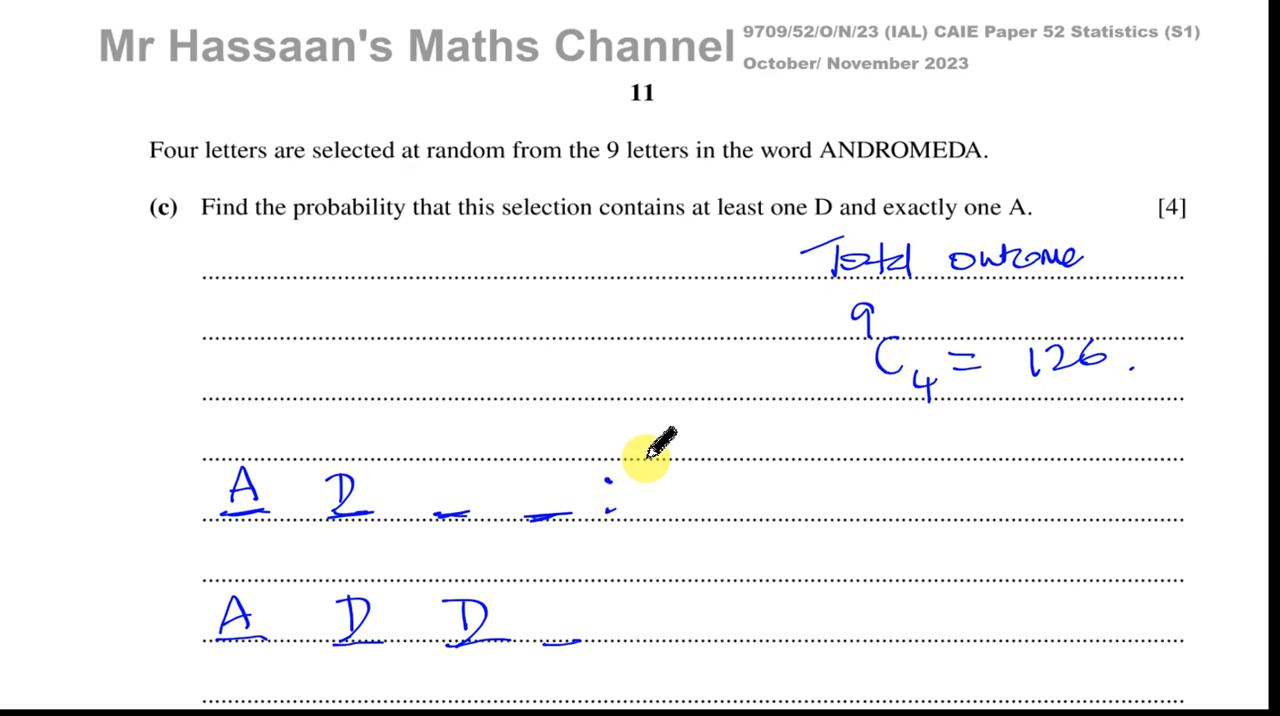 Mr Hassaan's Maths Channel
9709/52/O/N/23 (IAL) CAIE Paper 52 Statistics (S1)
October/ November 2023
11
Four letters are selected at random from the 9 letters in the word ANDROMEDA.
(c) Find the probability that this selection contains at least one D and exactly one A. [4]
Total outcome
9C4 = 126.
A D _ _ :
A D D _